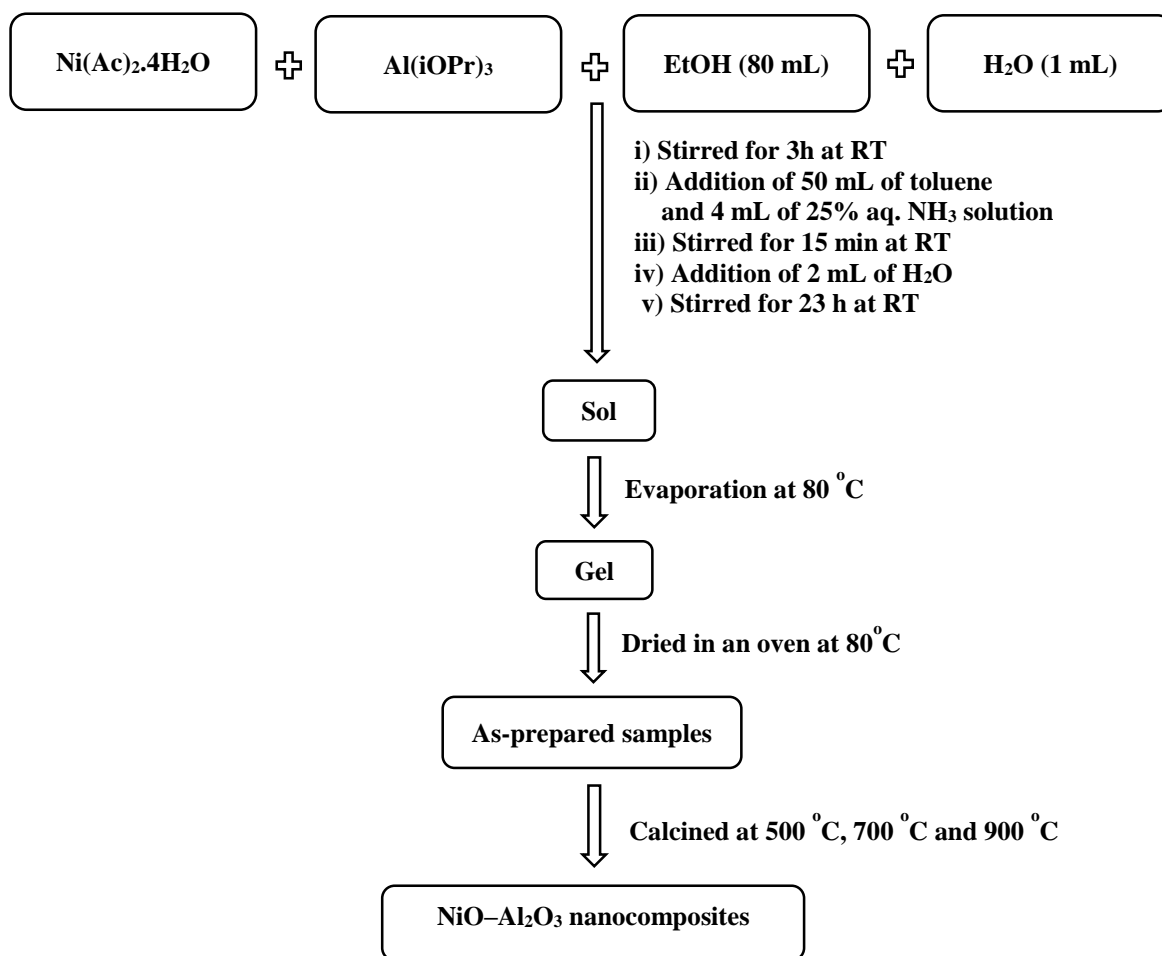 Ni(Ac)₂.4H₂O
Al(iOPr)₃
EtOH (80 mL)
H₂O (1 mL)
i) Stirred for 3h at RT
ii) Addition of 50 mL of toluene
and 4 mL of 25% aq. NH₃ solution
iii) Stirred for 15 min at RT
iv) Addition of 2 mL of H₂O
v) Stirred for 23 h at RT
Sol
Evaporation at 80 °C
Gel
Dried in an oven at 80°C
As-prepared samples
Calcined at 500 °C, 700 °C and 900 °C
NiO–Al₂O₃ nanocomposites